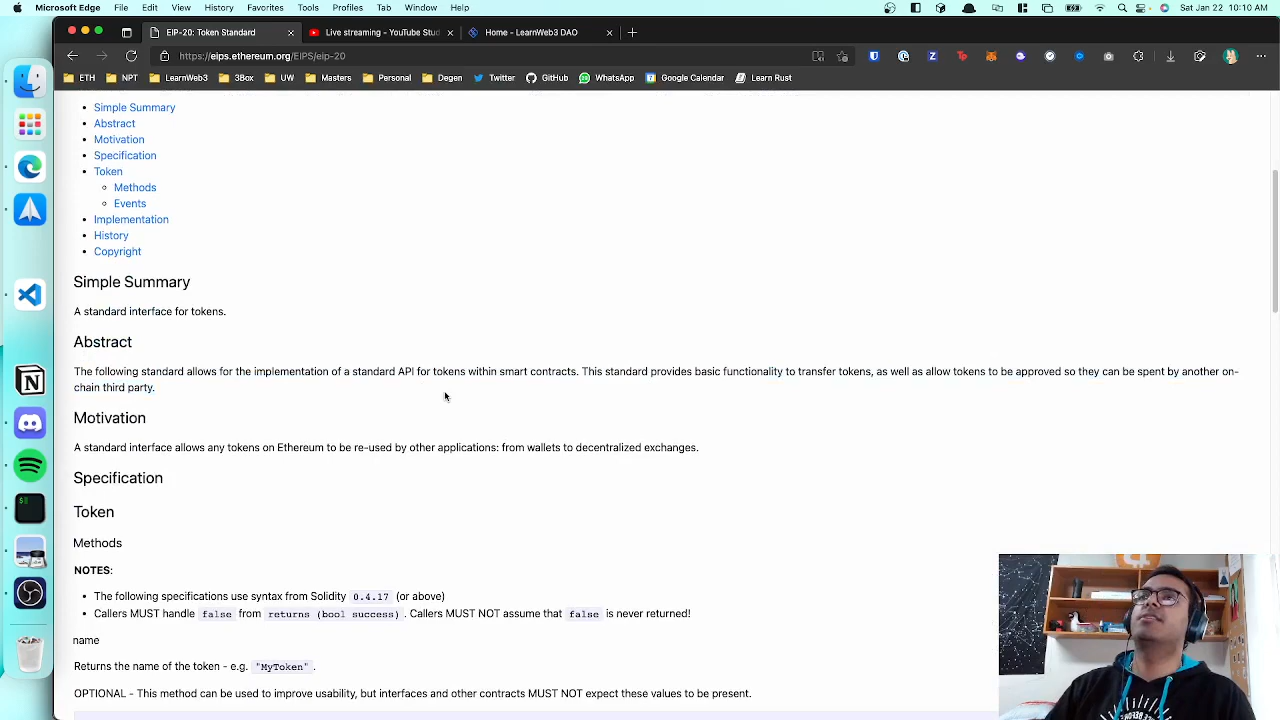 Microsoft Edge File Edit View History Favorites Tools Profiles Tab Window Help Sat Jan 22 10:10 AM
EIP-20: Token Standard Live streaming - YouTube Stud Home - LearnWeb3 DAO
https://eips.ethereum.org/EIPS/eip-20
ETH NPT LearnWeb3 3Box UW Masters Personal Degen Twitter GitHub WhatsApp Google Calendar Learn Rust
Simple Summary
Abstract
Motivation
Specification
Token
Methods
Events
Implementation
History
Copyright
Simple Summary
A standard interface for tokens.
Abstract
The following standard allows for the implementation of a standard API for tokens within smart contracts. This standard provides basic functionality to transfer tokens, as well as allow tokens to be approved so they can be spent by another on-
chain third party.
Motivation
A standard interface allows any tokens on Ethereum to be re-used by other applications: from wallets to decentralized exchanges.
Specification
Token
Methods
NOTES:
The following specifications use syntax from Solidity 0.4.17 (or above)
Callers MUST handle false from returns (bool success). Callers MUST NOT assume that false is never returned!
name
Returns the name of the token - e.g. "MyToken".
OPTIONAL - This method can be used to improve usability, but interfaces and other contracts MUST NOT expect these values to be present.